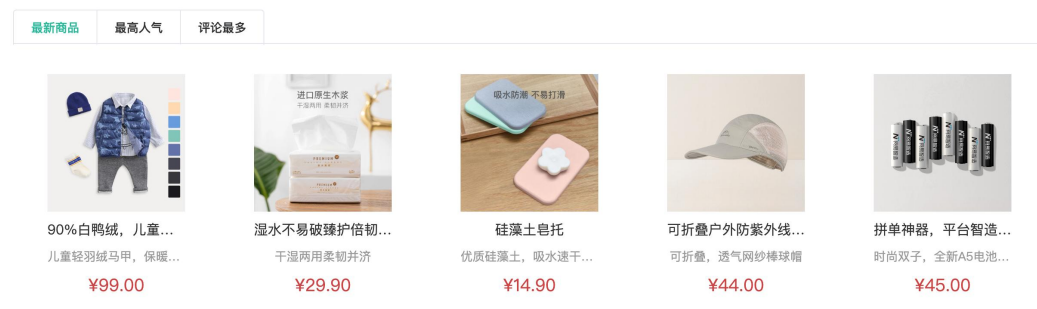 最新商品
最高人气
评论最多
进口原生木浆
干湿两用 柔韧并济
吸水防潮 不易打滑
90%白鸭绒，儿童...
湿水不易破臻护倍韧...
硅藻土皂托
可折叠户外防紫外线...
拼单神器，平台智造...
儿童轻羽绒马甲，保暖...
干湿两用柔韧并济
优质硅藻土，吸水速干...
可折叠，透气网纱棒球帽
时尚双子，全新A5电池...
¥99.00
¥29.90
¥14.90
¥44.00
¥45.00